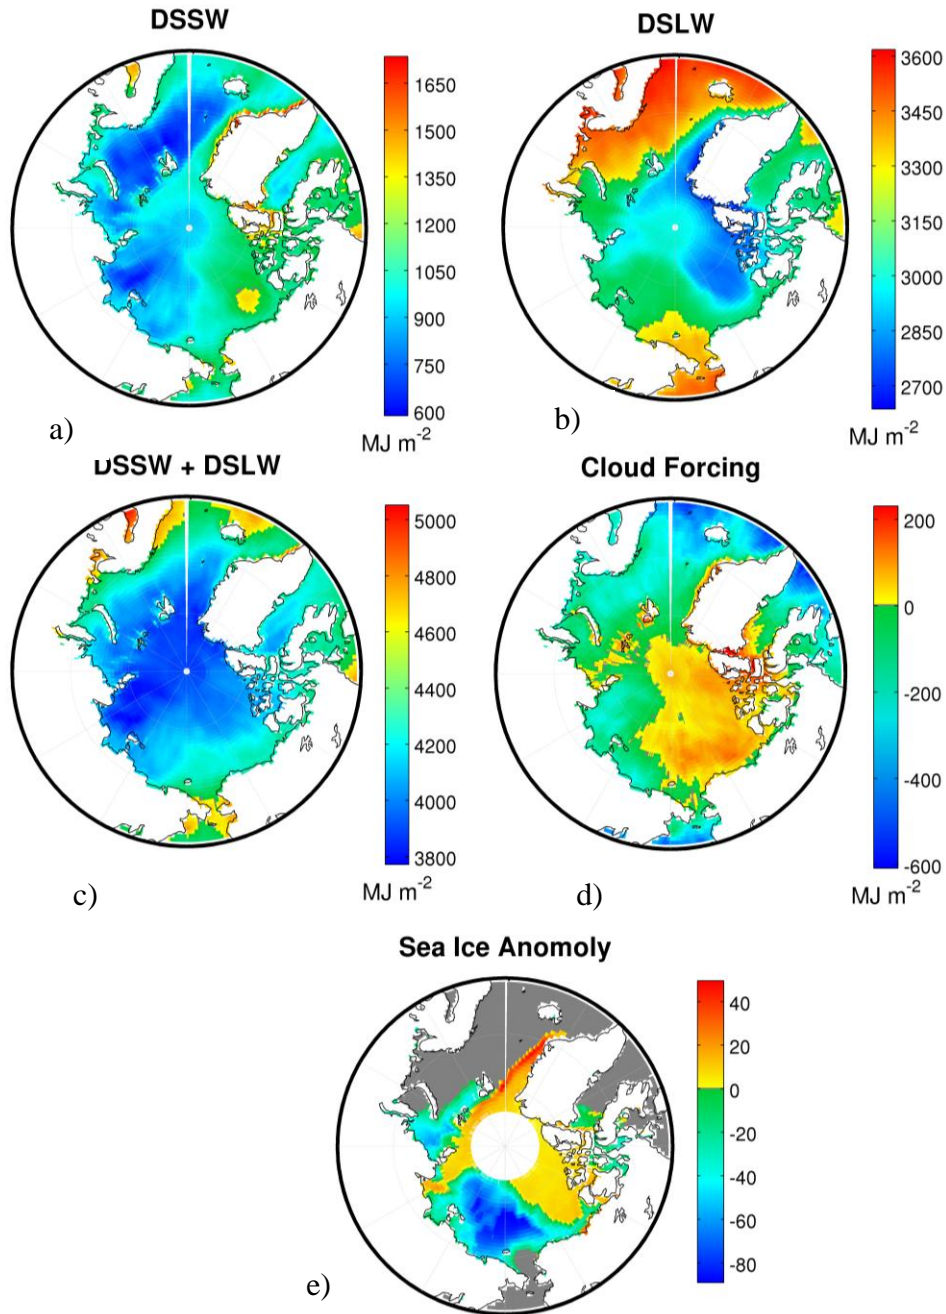 DSSW
DSLW
1650
1500
1350
1200
1050
900
750
600
MJ m-2
a)
3600
3450
3300
3150
3000
2850
2700
MJ m-2
b)
DSSW + DSLW
Cloud Forcing
5000
4800
4600
4400
4200
4000
3800
MJ m-2
c)
200
0
-200
-400
-600
MJ m-2
d)
Sea Ice Anomoly
40
20
0
-20
-40
-60
-80
e)